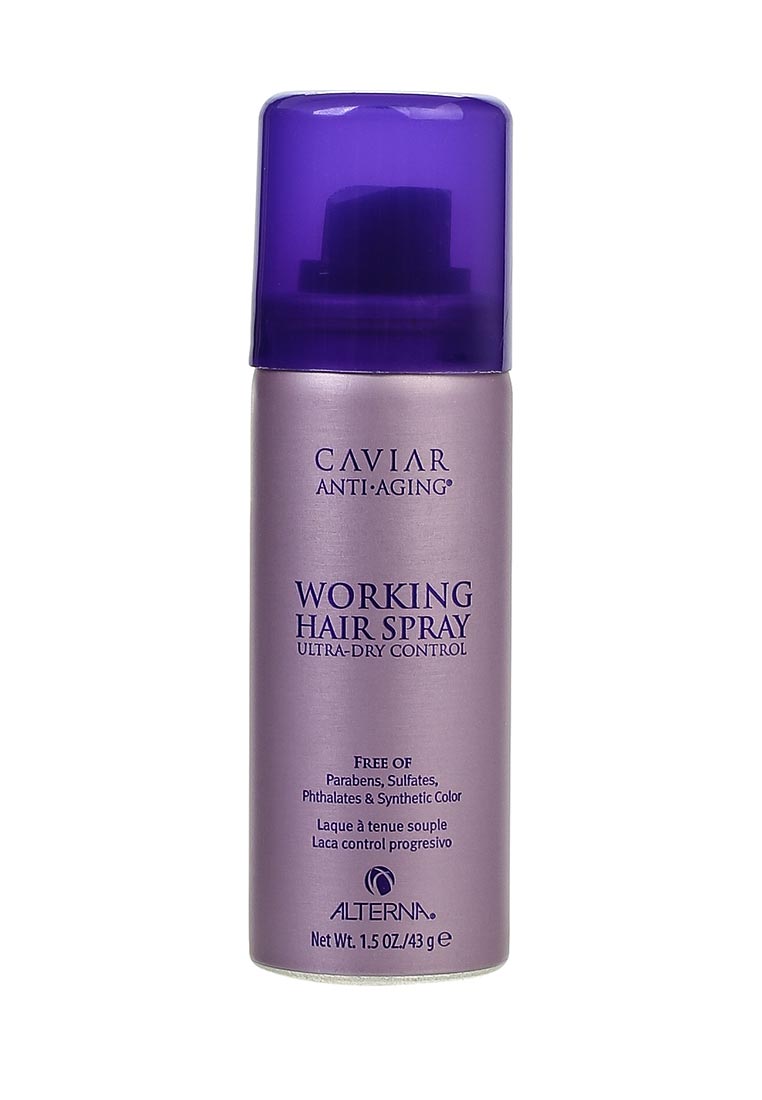 CAVIAR
ANTI·AGING®
WORKING
HAIR SPRAY
ULTRA-DRY CONTROL
FREE OF
Parabens, Sulfates,
Phthalates & Synthetic Color
Laque à tenue souple
Laca control progresivo
ALTERNA®
Net Wt. 1.5 OZ./43 g ℮